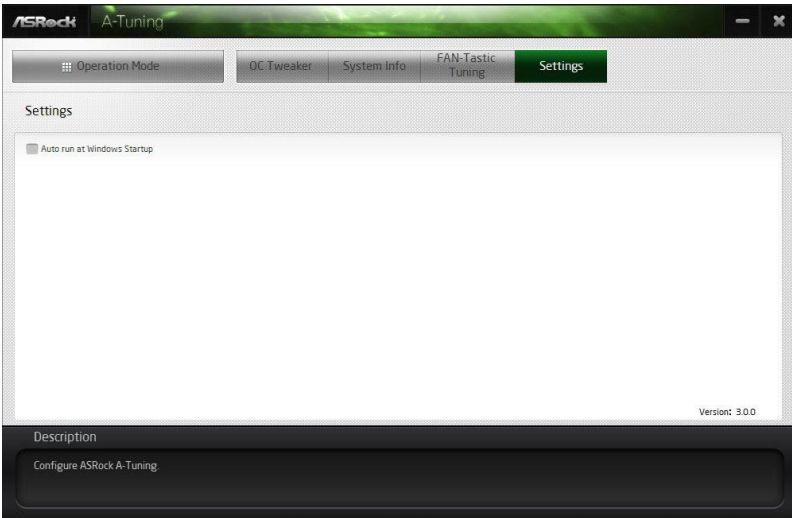 ASRock A-Tuning
Operation Mode OC Tweaker System Info FAN-Tastic Tuning Settings
Settings
Auto run at Windows Startup
Version: 3.0.0
Description
Configure ASRock A-Tuning.